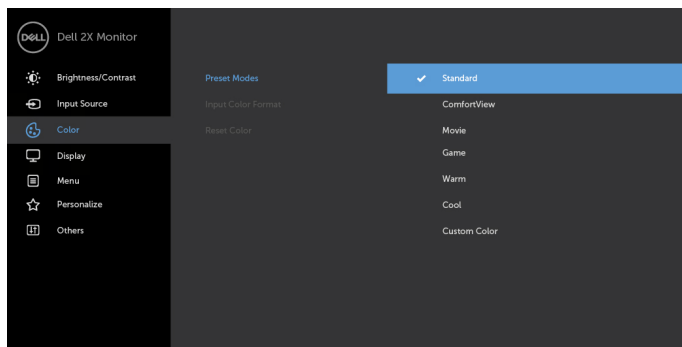 DELL Dell 2X Monitor
Brightness/Contrast
Preset Modes
Standard
Input Source
Input Color Format
ComfortView
Color
Reset Color
Movie
Display
Game
Menu
Warm
Personalize
Cool
Others
Custom Color